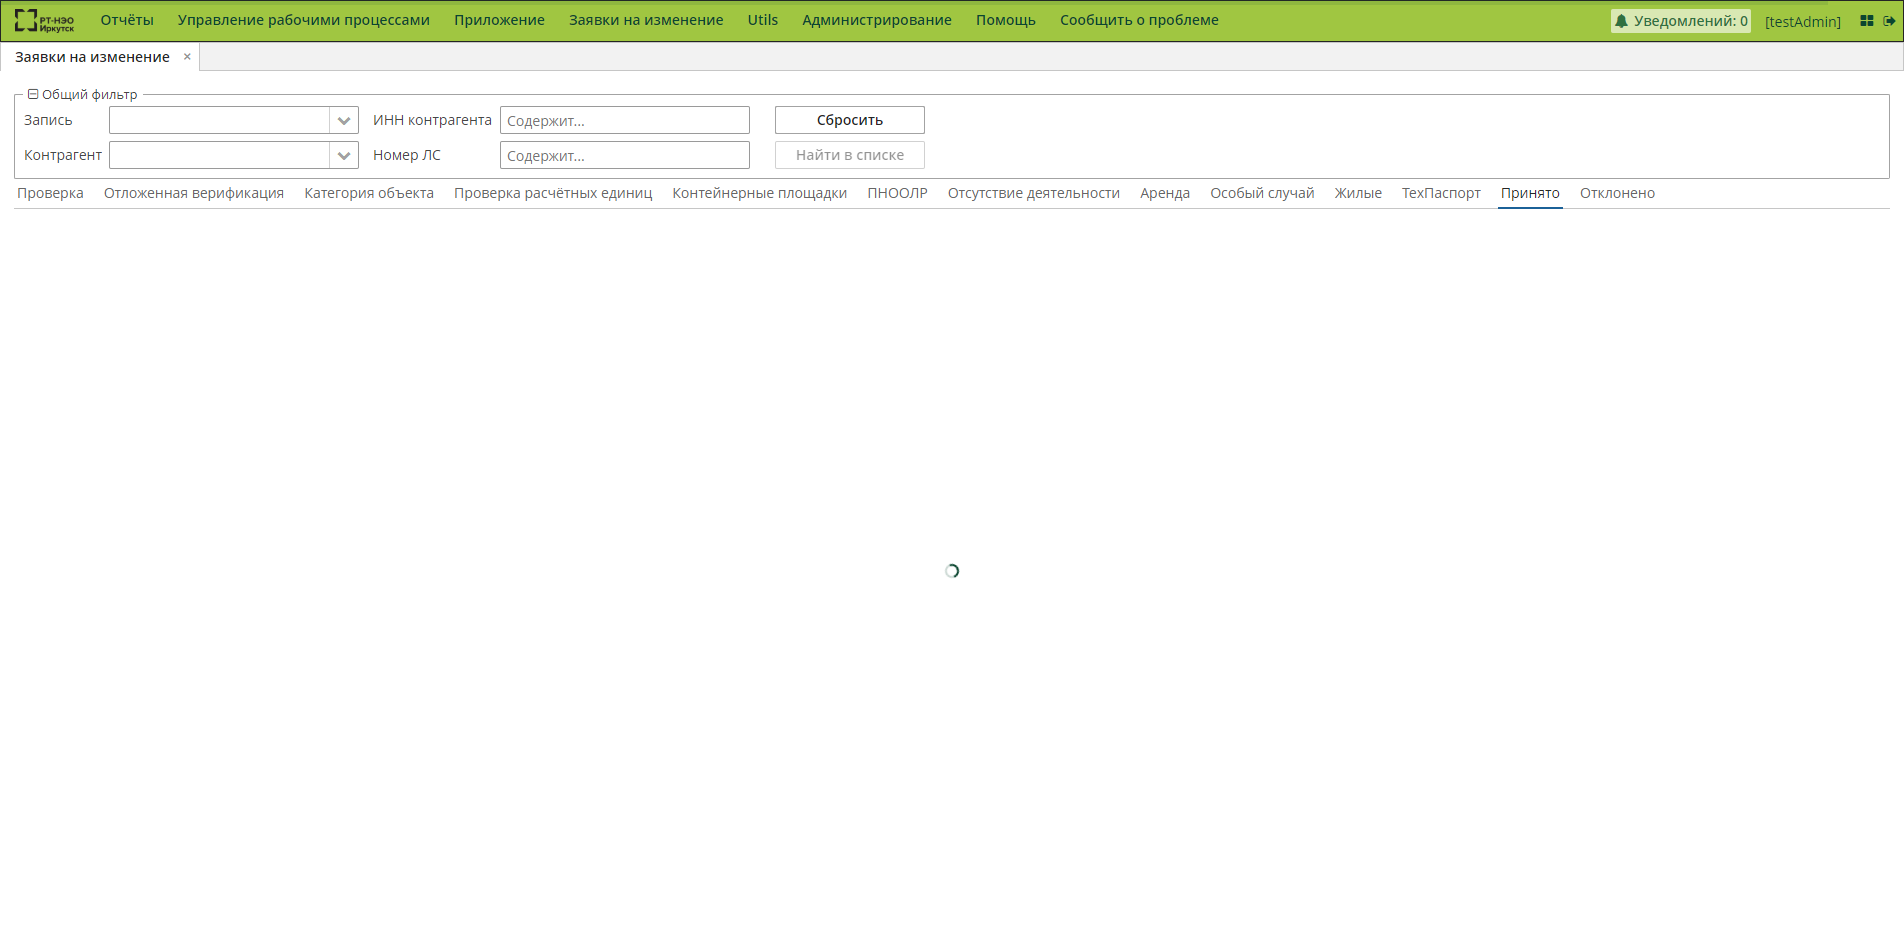 РТ-НЭО Иркутск Отчёты Управление рабочими процессами Приложение Заявки на изменение Utils Администрирование Помощь Сообщить о проблеме Уведомлений: 0 [testAdmin]
Заявки на изменение ×
Общий фильтр
Запись ИНН контрагента Содержит... Сбросить
Контрагент Номер ЛС Содержит... Найти в списке
Проверка Отложенная верификация Категория объекта Проверка расчётных единиц Контейнерные площадки ПНООЛР Отсутствие деятельности Аренда Особый случай Жилые ТехПаспорт Принято Отклонено